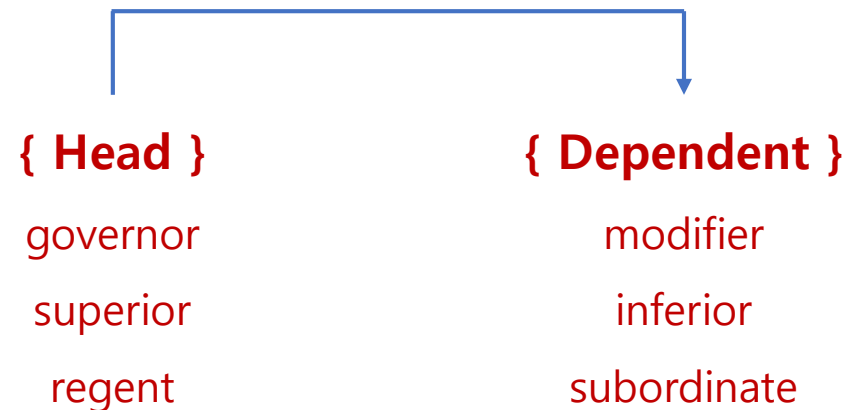 { Head } { Dependent }
governor modifier
superior inferior
regent subordinate